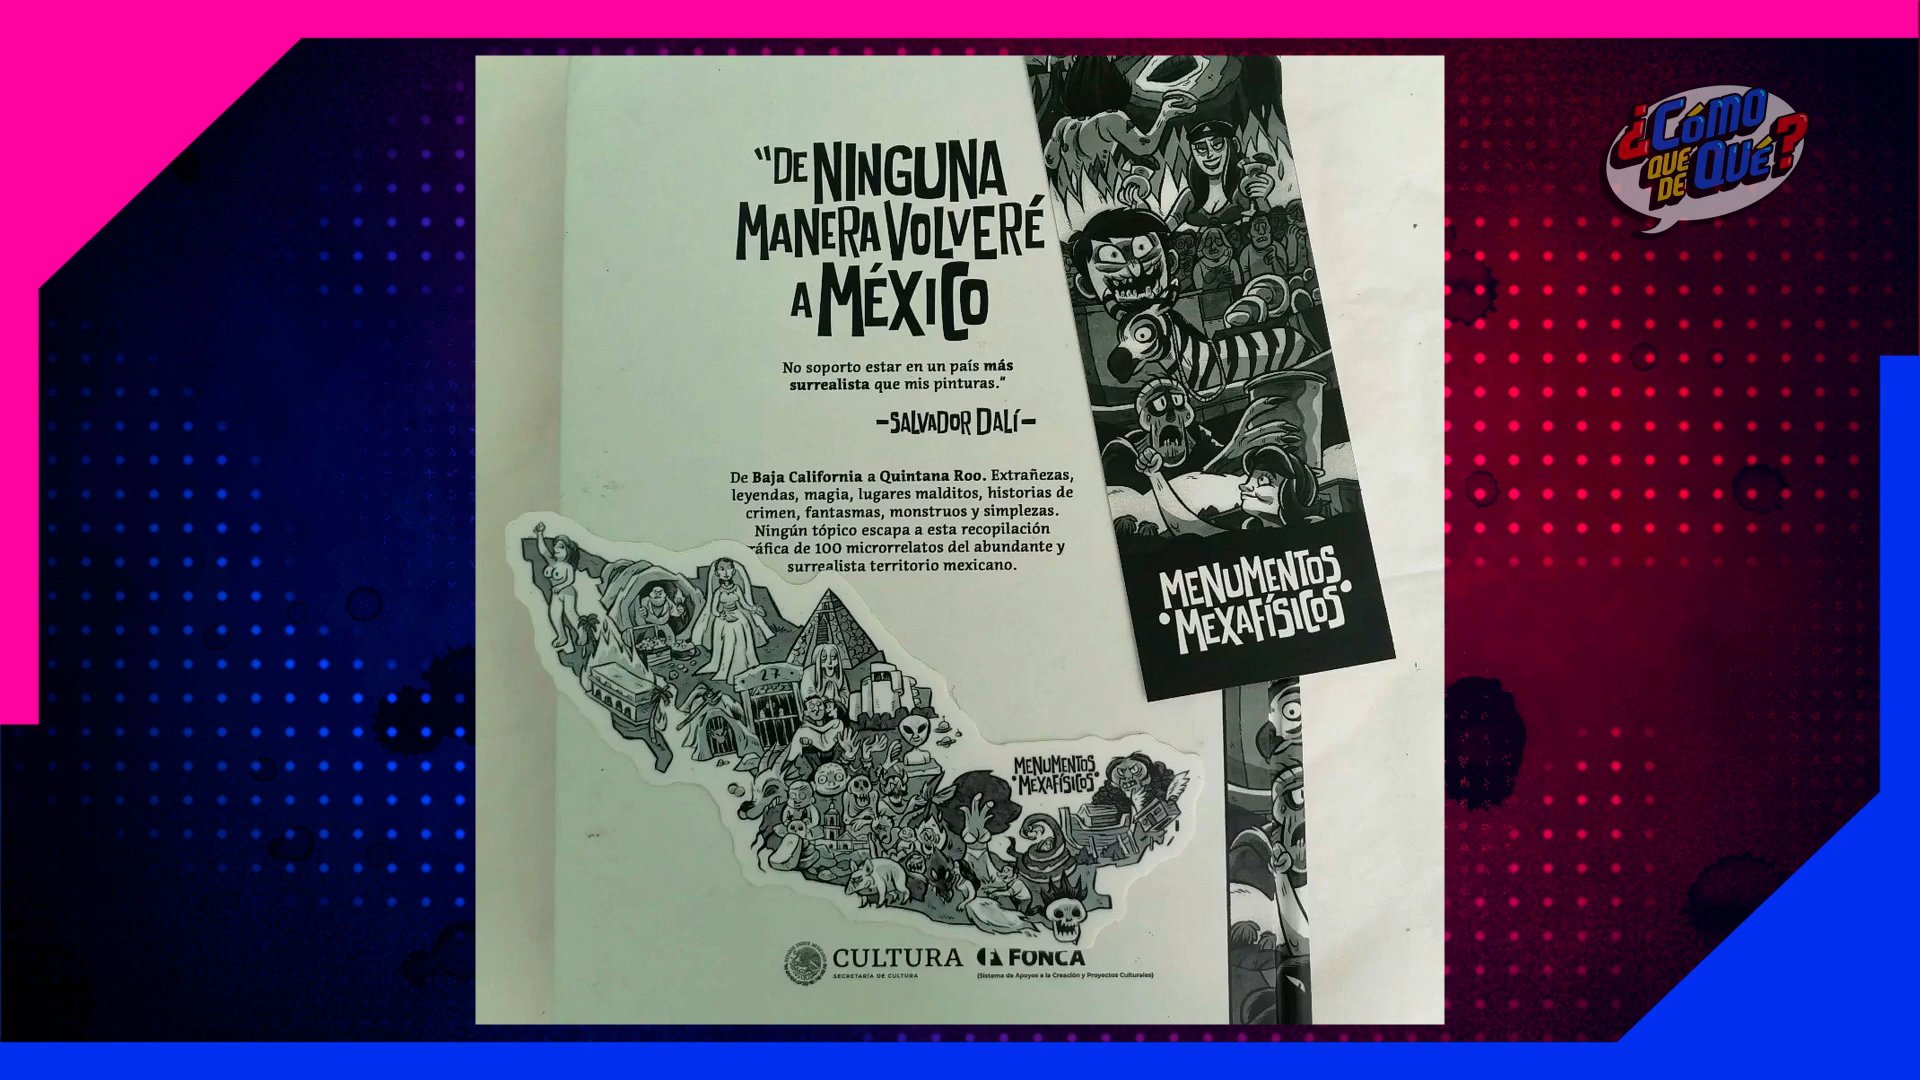 ¿Cómo
QUE
DE
QUÉ?
“DE NINGUNA
MANERA VOLVERÉ
A MÉXICO
No soporto estar en un país más
surrealista que mis pinturas.”
–SALVADOR DALÍ–
De Baja California a Quintana Roo. Extrañezas,
leyendas, magia, lugares malditos, historias de
crimen, fantasmas, monstruos y simplezas.
Ningún tópico escapa a esta recopilación
ráfica de 100 microrrelatos del abundante y
surrealista territorio mexicano.
MENUMENTOS
•MEXAFÍSICOS•
27
MENUMENTOS
•MEXAFÍSICOS•
CULTURA
SECRETARÍA DE CULTURA
FONCA
(Sistema de Apoyos a la Creación y Proyectos Culturales)